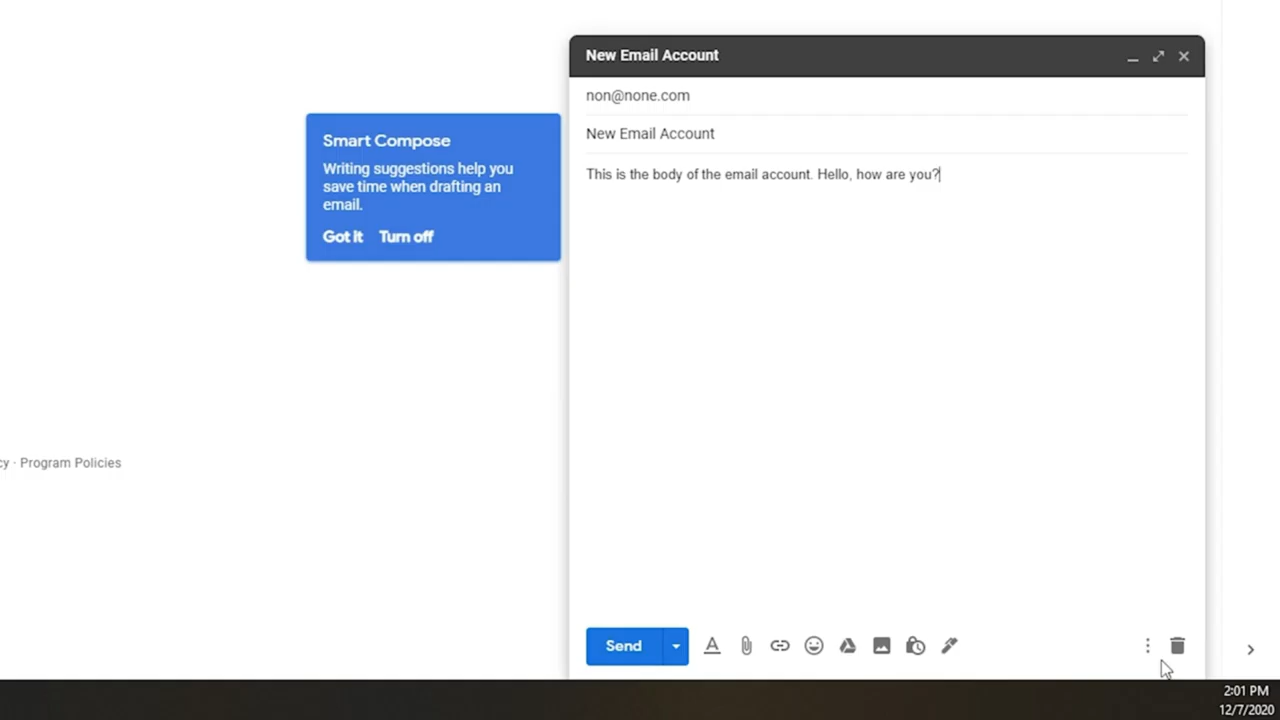 New Email Account
non@none.com
Smart Compose
New Email Account
Writing suggestions help you
save time when drafting an
email.
This is the body of the email account. Hello, how are you?
Got it Turn off
cy · Program Policies
Send
2:01 PM
12/7/2020